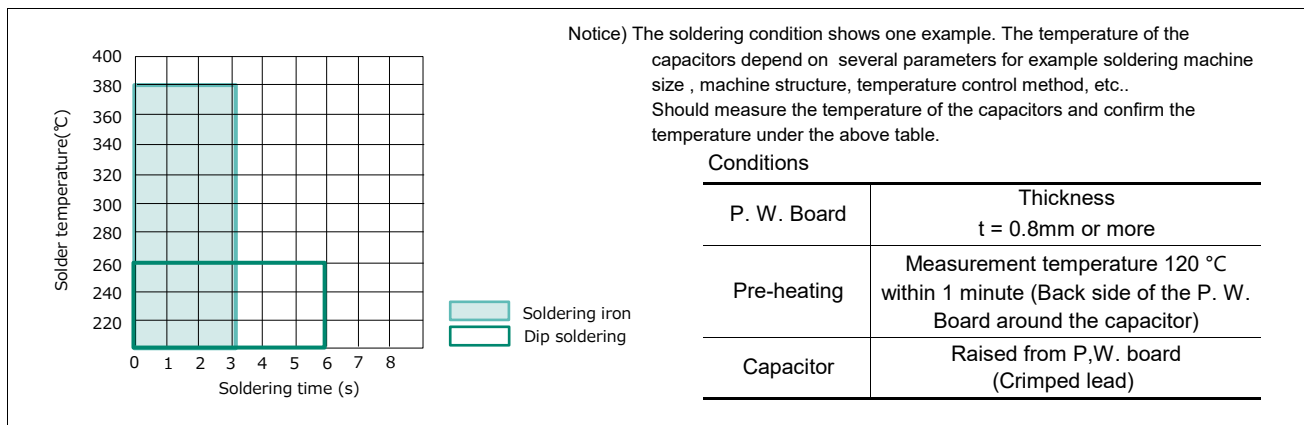 Notice) The soldering condition shows one example. The temperature of the
capacitors depend on several parameters for example soldering machine
size , machine structure, temperature control method, etc..
Should measure the temperature of the capacitors and confirm the
temperature under the above table.
400
380
360
340
320
300
280
260
240
220
Solder temperature(℃)
0 1 2 3 4 5 6 7 8
Soldering time (s)
Soldering iron
Dip soldering
Conditions
P. W. Board
Thickness
t = 0.8mm or more
Pre-heating
Measurement temperature 120 ℃
within 1 minute (Back side of the P. W.
Board around the capacitor)
Capacitor
Raised from P,W. board
(Crimped lead)